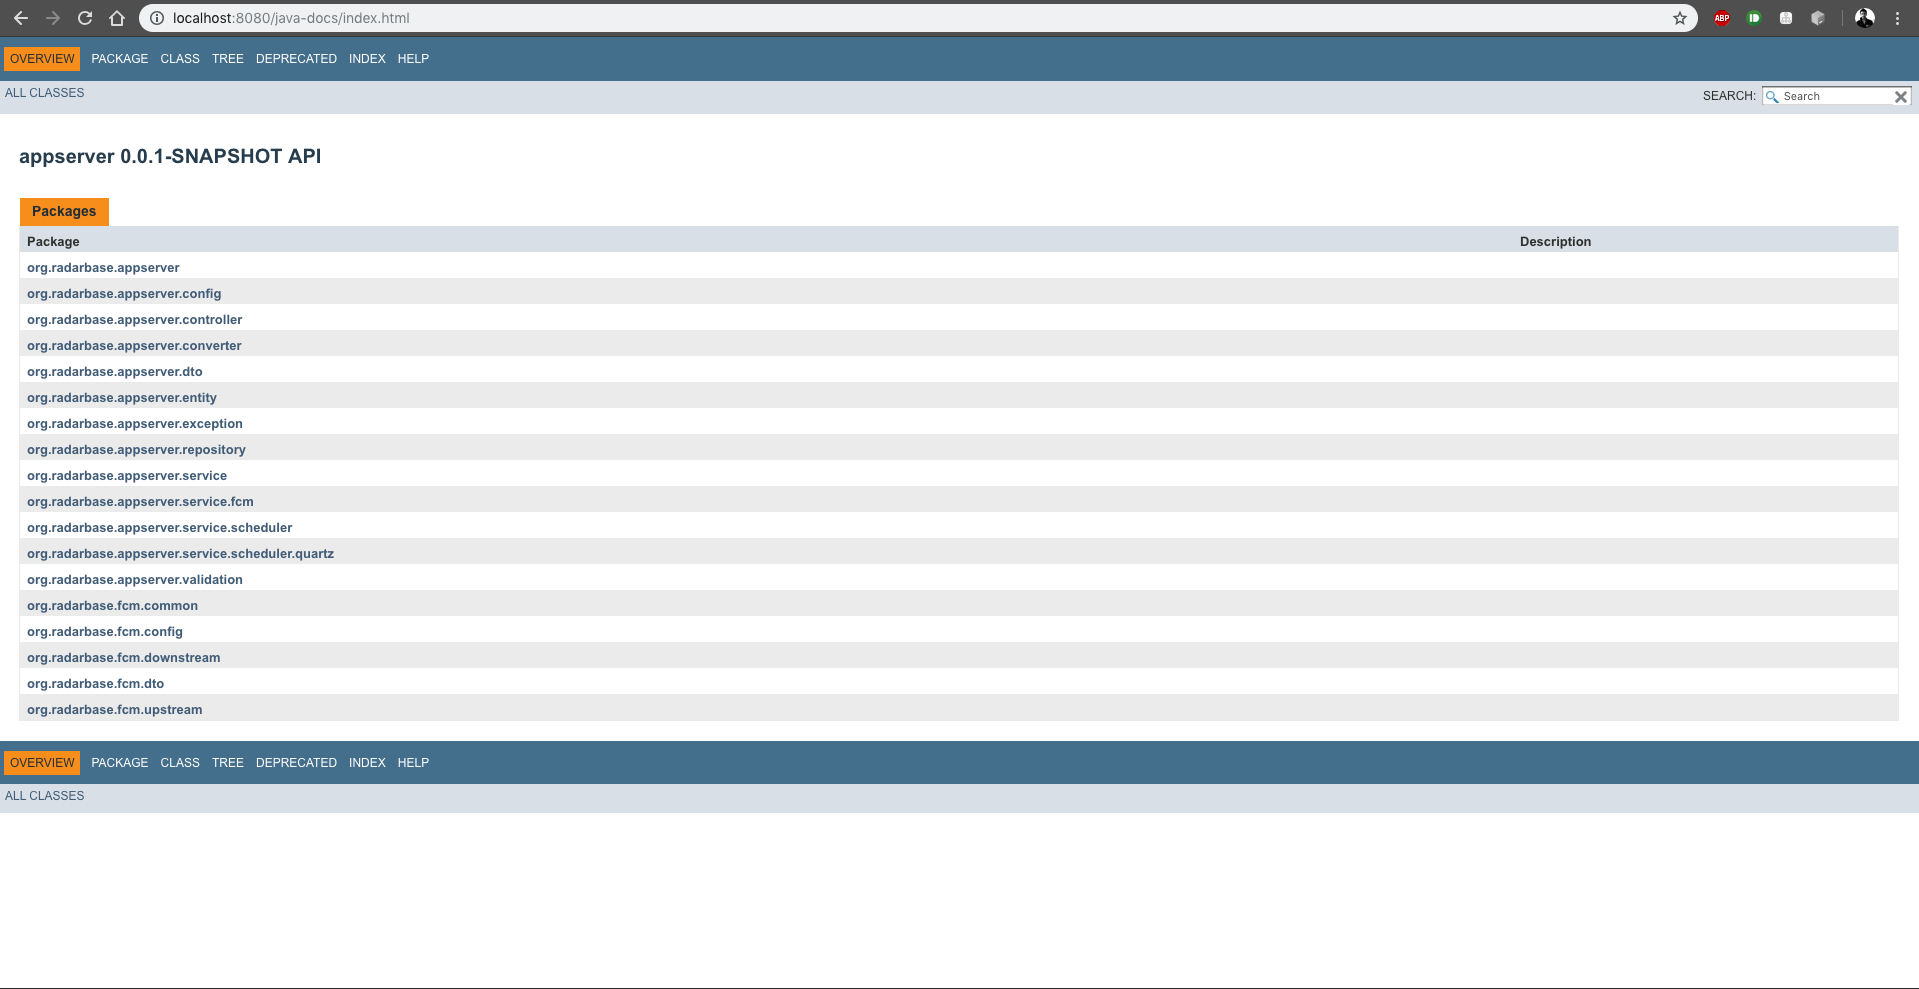 localhost:8080/java-docs/index.html
ABP
OVERVIEW PACKAGE CLASS TREE DEPRECATED INDEX HELP
ALL CLASSES
SEARCH: Search
appserver 0.0.1-SNAPSHOT API
Packages
Package Description
org.radarbase.appserver
org.radarbase.appserver.config
org.radarbase.appserver.controller
org.radarbase.appserver.converter
org.radarbase.appserver.dto
org.radarbase.appserver.entity
org.radarbase.appserver.exception
org.radarbase.appserver.repository
org.radarbase.appserver.service
org.radarbase.appserver.service.fcm
org.radarbase.appserver.service.scheduler
org.radarbase.appserver.service.scheduler.quartz
org.radarbase.appserver.validation
org.radarbase.fcm.common
org.radarbase.fcm.config
org.radarbase.fcm.downstream
org.radarbase.fcm.dto
org.radarbase.fcm.upstream
OVERVIEW PACKAGE CLASS TREE DEPRECATED INDEX HELP
ALL CLASSES